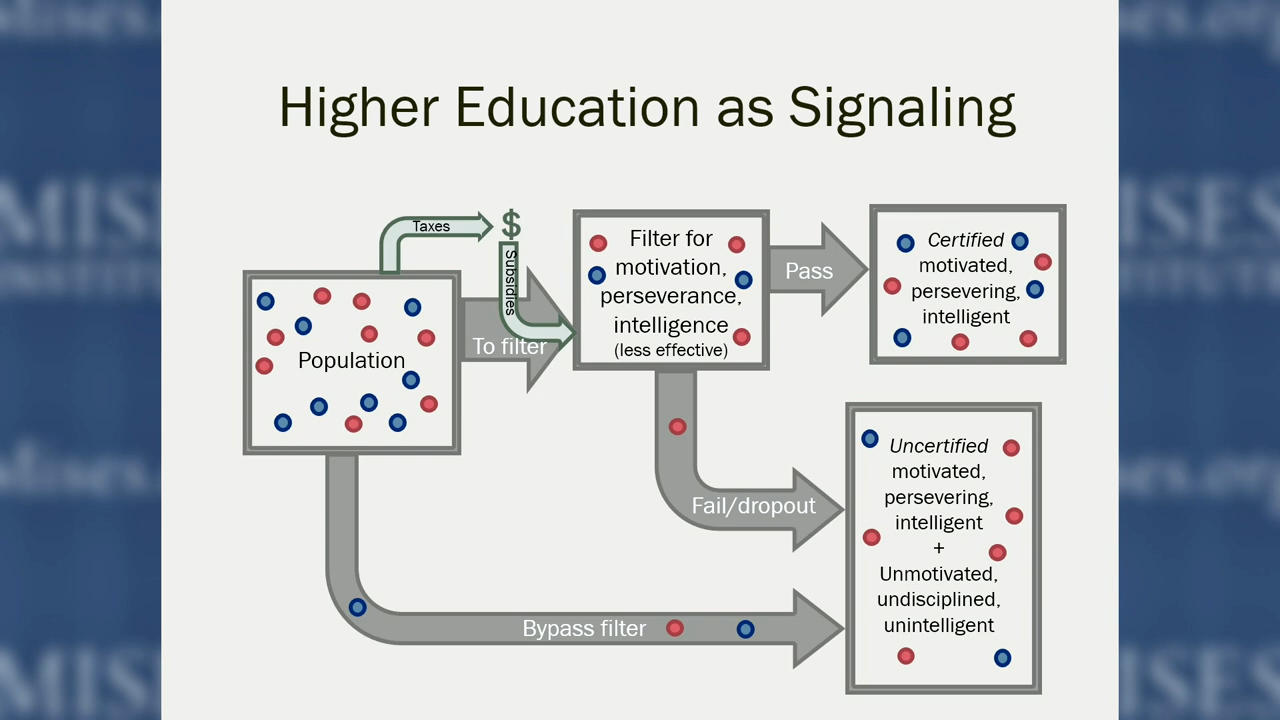 Higher Education as Signaling
Taxes
$
Subsidies
Population
To filter
Filter for
motivation,
perseverance,
intelligence
(less effective)
Pass
Certified
motivated,
persevering,
intelligent
Fail/dropout
Uncertified
motivated,
persevering,
intelligent
+
Unmotivated,
undisciplined,
unintelligent
Bypass filter